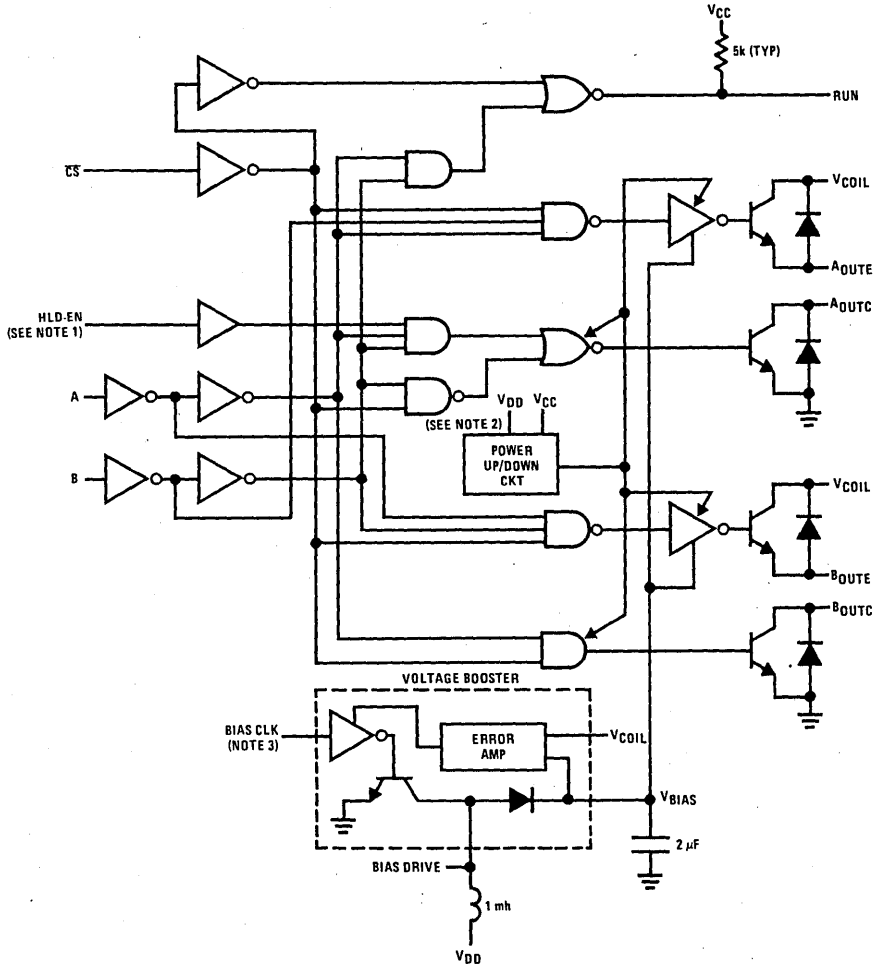 VCC
5k (TYP)
RUN
CS
VCOIL
AOUTE
HLD-EN
(SEE NOTE 1)
AOUTC
A
VDD VCC
(SEE NOTE 2)
POWER
UP/DOWN
CKT
B
VCOIL
BOUTE
BOUTC
VOLTAGE BOOSTER
BIAS CLK
(NOTE 3)
ERROR
AMP
VCOIL
VBIAS
2 μF
BIAS DRIVE
1 mh
VDD